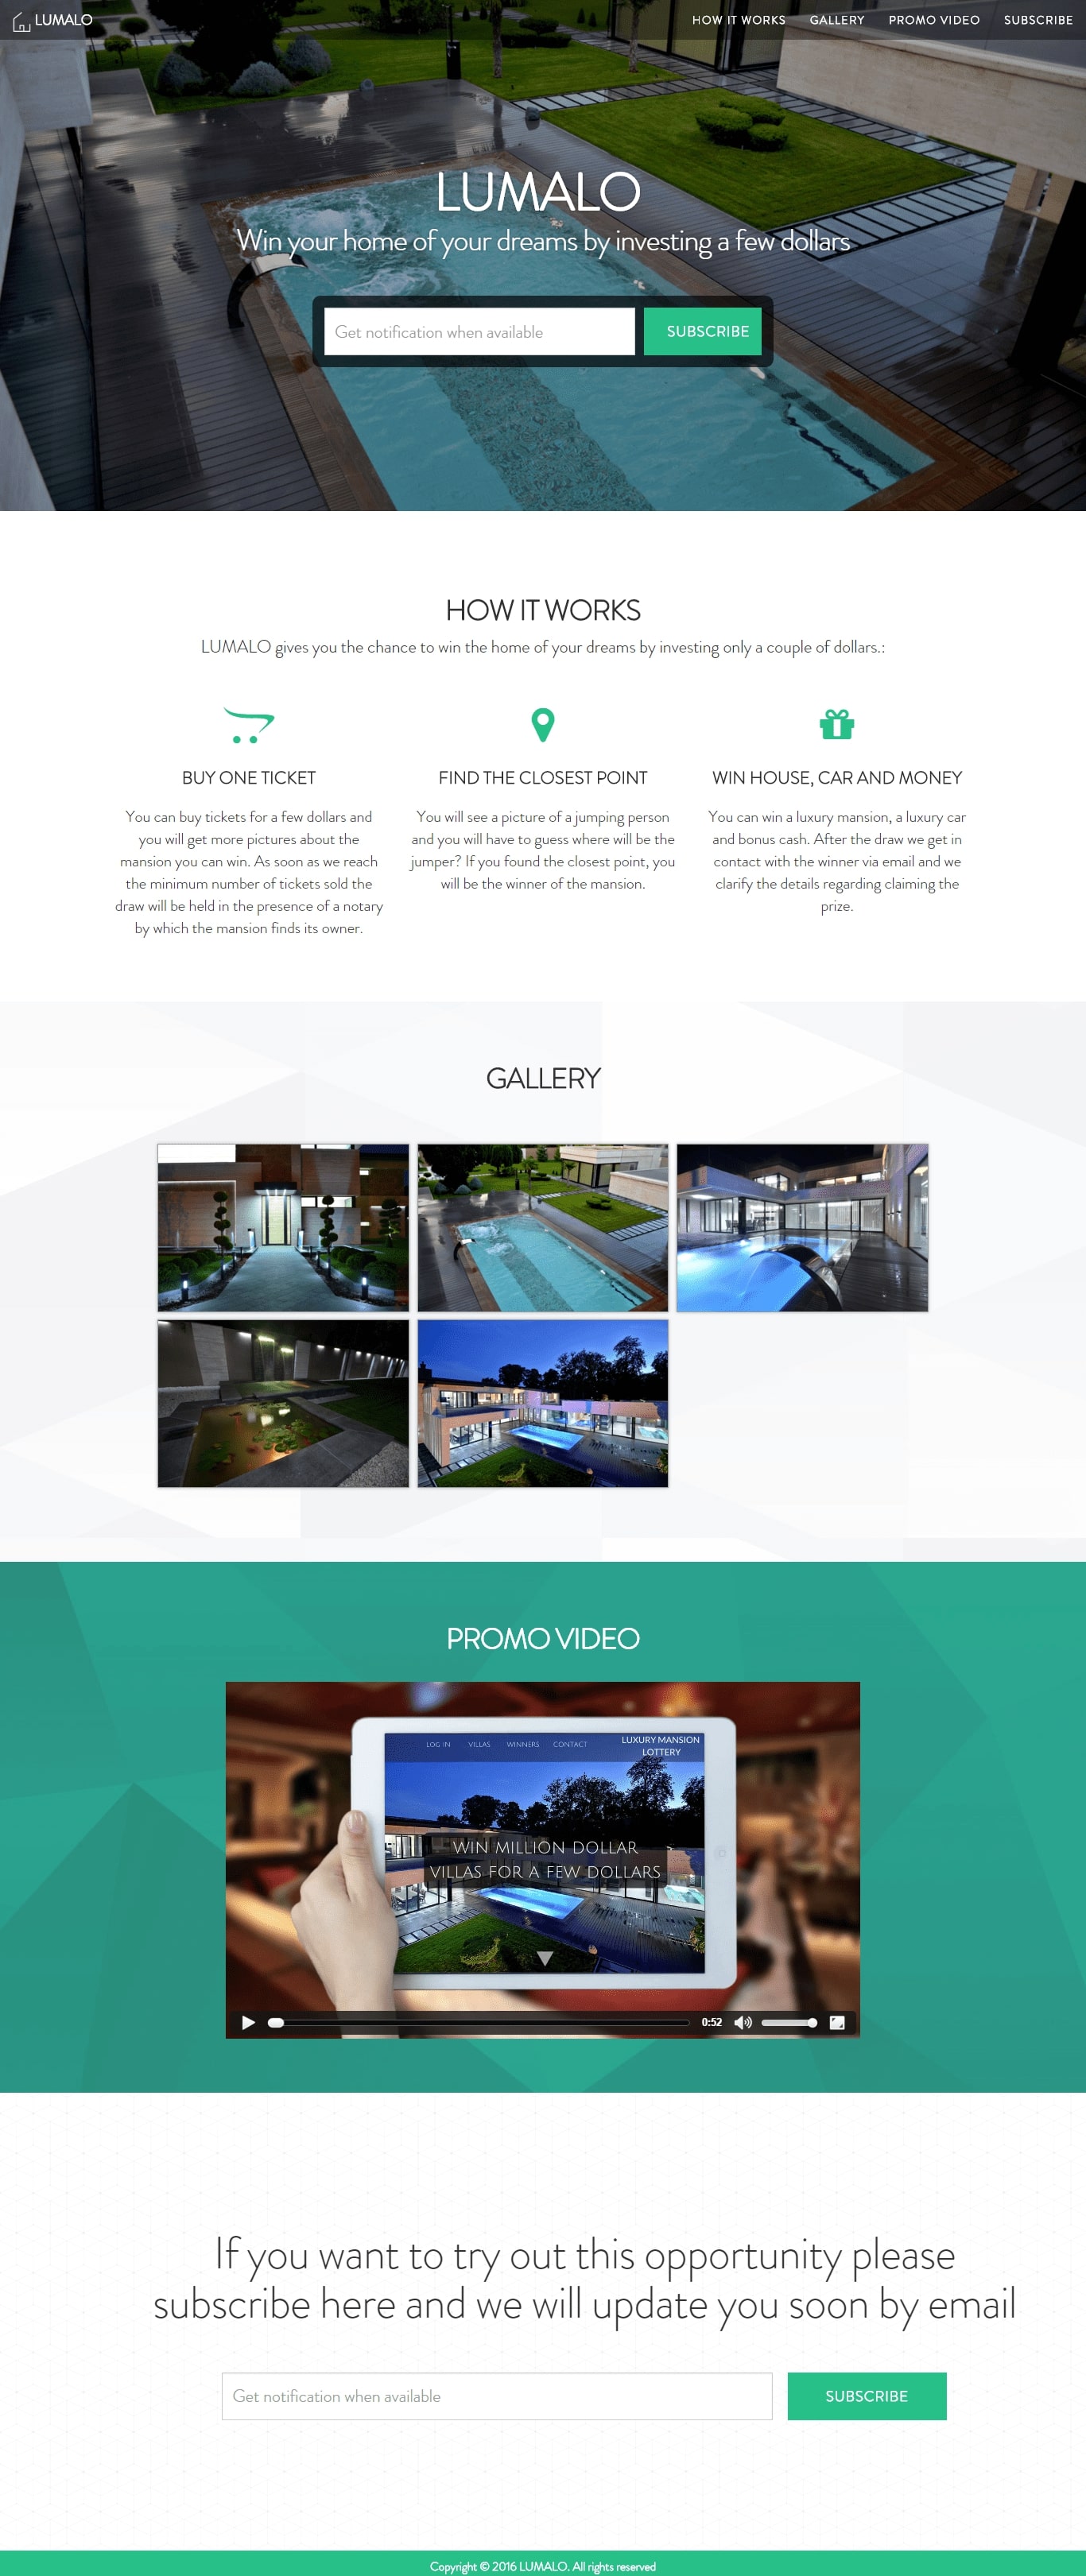 LUMALO
HOW IT WORKS
GALLERY
PROMO VIDEO
SUBSCRIBE
LUMALO
Win your home of your dreams by investing a few dollars
Get notification when available
SUBSCRIBE
HOW IT WORKS
LUMALO gives you the chance to win the home of your dreams by investing only a couple of dollars.:
BUY ONE TICKET
You can buy tickets for a few dollars and
you will get more pictures about the
mansion you can win. As soon as we reach
the minimum number of tickets sold the
draw will be held in the presence of a notary
by which the mansion finds its owner.
FIND THE CLOSEST POINT
You will see a picture of a jumping person
and you will have to guess where will be the
jumper? If you found the closest point, you
will be the winner of the mansion.
WIN HOUSE, CAR AND MONEY
You can win a luxury mansion, a luxury car
and bonus cash. After the draw we get in
contact with the winner via email and we
clarify the details regarding claiming the
prize.
GALLERY
PROMO VIDEO
LOG IN
VILLAS
WINNERS
CONTACT
LUXURY MANSION
LOTTERY
WIN MILLION DOLLAR
VILLAS FOR A FEW DOLLARS
0:52
If you want to try out this opportunity please
subscribe here and we will update you soon by email
Get notification when available
SUBSCRIBE
Copyright © 2016 LUMALO. All rights reserved